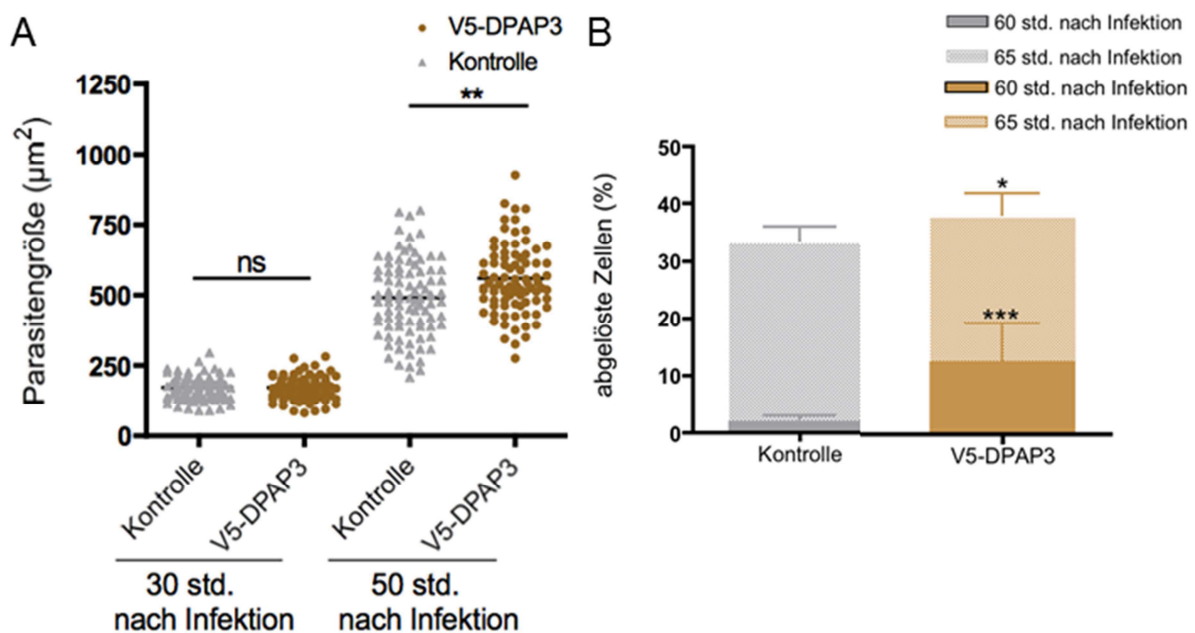 A
V5-DPAP3
Kontrolle
Parasitengröße (µm²)
1250
1000
750
500
250
0
ns
**
Kontrolle
V5-DPAP3
Kontrolle
V5-DPAP3
30 std.
nach Infektion
50 std.
nach Infektion
B
60 std. nach Infektion
65 std. nach Infektion
60 std. nach Infektion
65 std. nach Infektion
abgelöste Zellen (%)
50
40
30
20
10
0
*
***
Kontrolle
V5-DPAP3